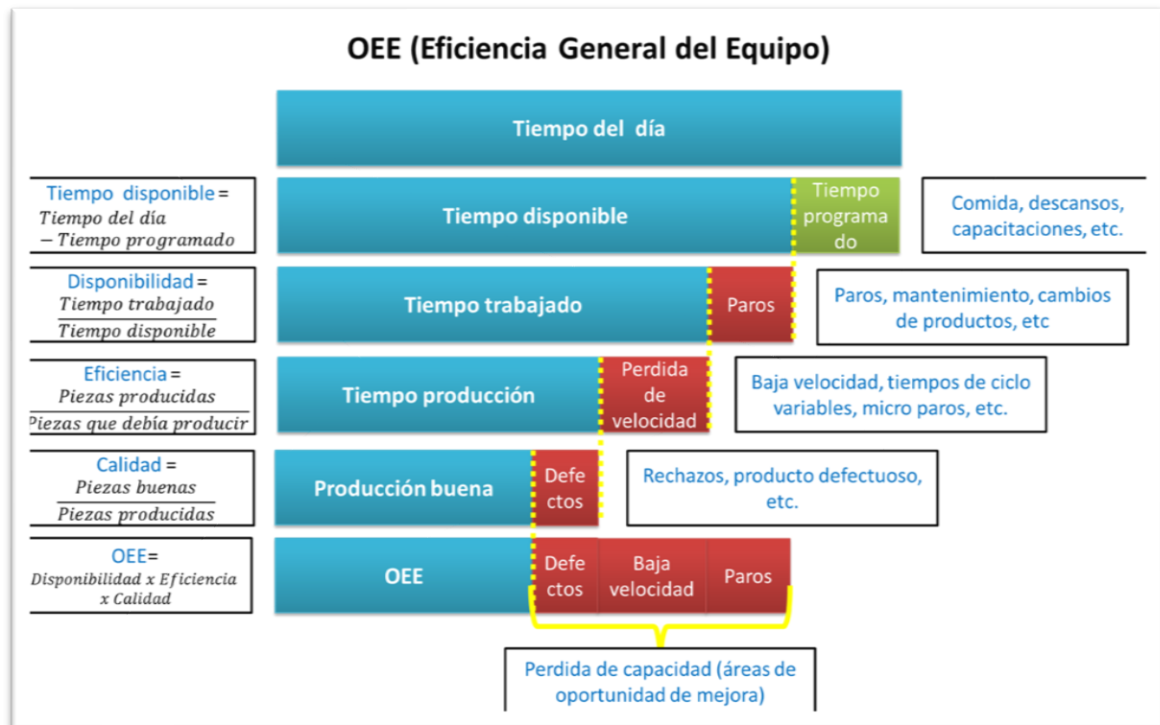 OEE (Eficiencia General del Equipo)
Tiempo del día
Tiempo disponible=
Tiempo del día
− Tiempo programado
Tiempo disponible
Tiempo
programa
do
Comida, descansos,
capacitaciones, etc.
Disponibilidad =
Tiempo trabajado
Tiempo disponible
Tiempo trabajado
Paros
Paros, mantenimiento, cambios
de productos, etc
Eficiencia=
Piezas producidas
Piezas que debía producir
Tiempo producción
Perdida
de
velocidad
Baja velocidad, tiempos de ciclo
variables, micro paros, etc.
Calidad=
Piezas buenas
Piezas producidas
Producción buena
Defe
ctos
Rechazos, producto defectuoso,
etc.
OEE=
Disponibilidad x Eficiencia
x Calidad
OEE
Defe
ctos
Baja
velocidad
Paros
Perdida de capacidad (áreas de
oportunidad de mejora)